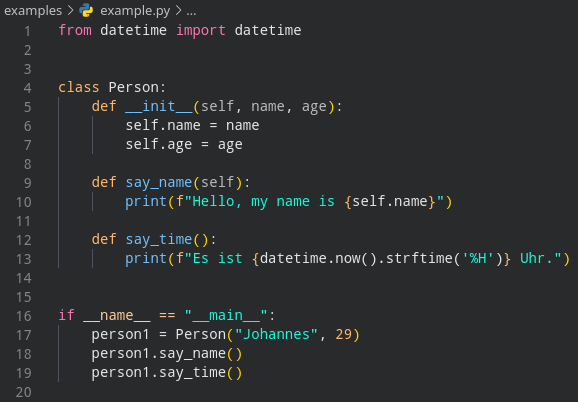 examples > example.py > ...
1 from datetime import datetime
2
3
4 class Person:
5     def __init__(self, name, age):
6         self.name = name
7         self.age = age
8
9     def say_name(self):
10         print(f"Hello, my name is {self.name}")
11
12     def say_time():
13         print(f"Es ist {datetime.now().strftime('%H')} Uhr.")
14
15
16 if __name__ == "__main__":
17     person1 = Person("Johannes", 29)
18     person1.say_name()
19     person1.say_time()
20